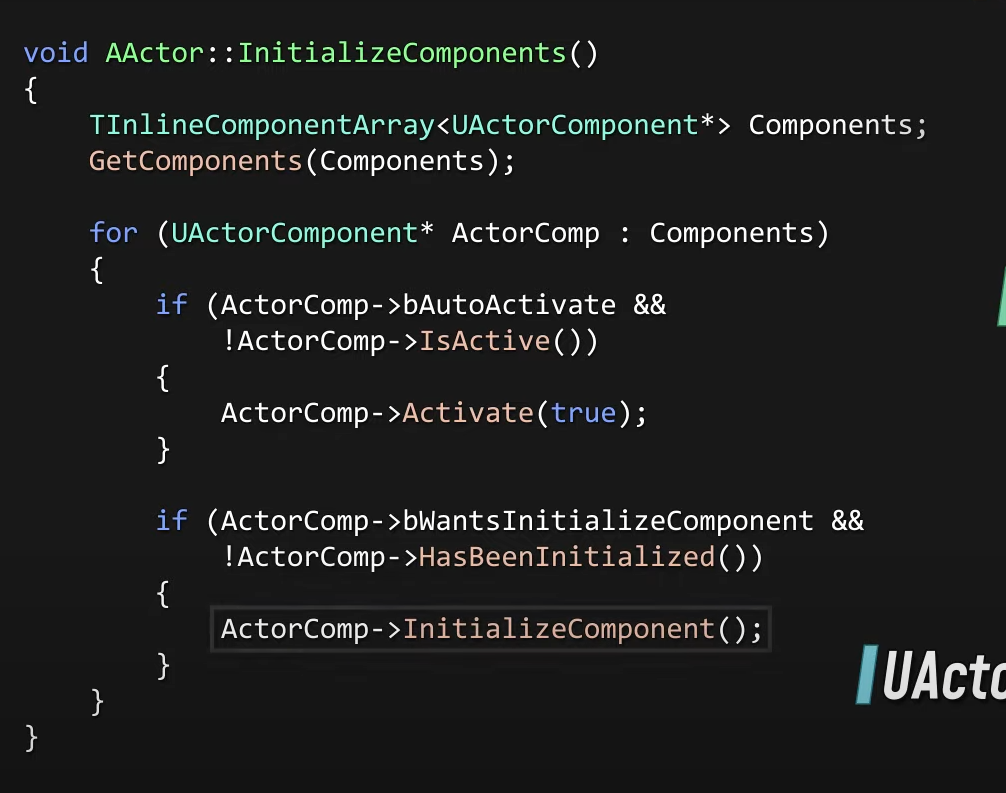 void AActor::InitializeComponents()
{
    TInlineComponentArray<UActorComponent*> Components;
    GetComponents(Components);

    for (UActorComponent* ActorComp : Components)
    {
        if (ActorComp->bAutoActivate &&
            !ActorComp->IsActive())
        {
            ActorComp->Activate(true);
        }

        if (ActorComp->bWantsInitializeComponent &&
            !ActorComp->HasBeenInitialized())
        {
            ActorComp->InitializeComponent();
        }
    }
}
UActo